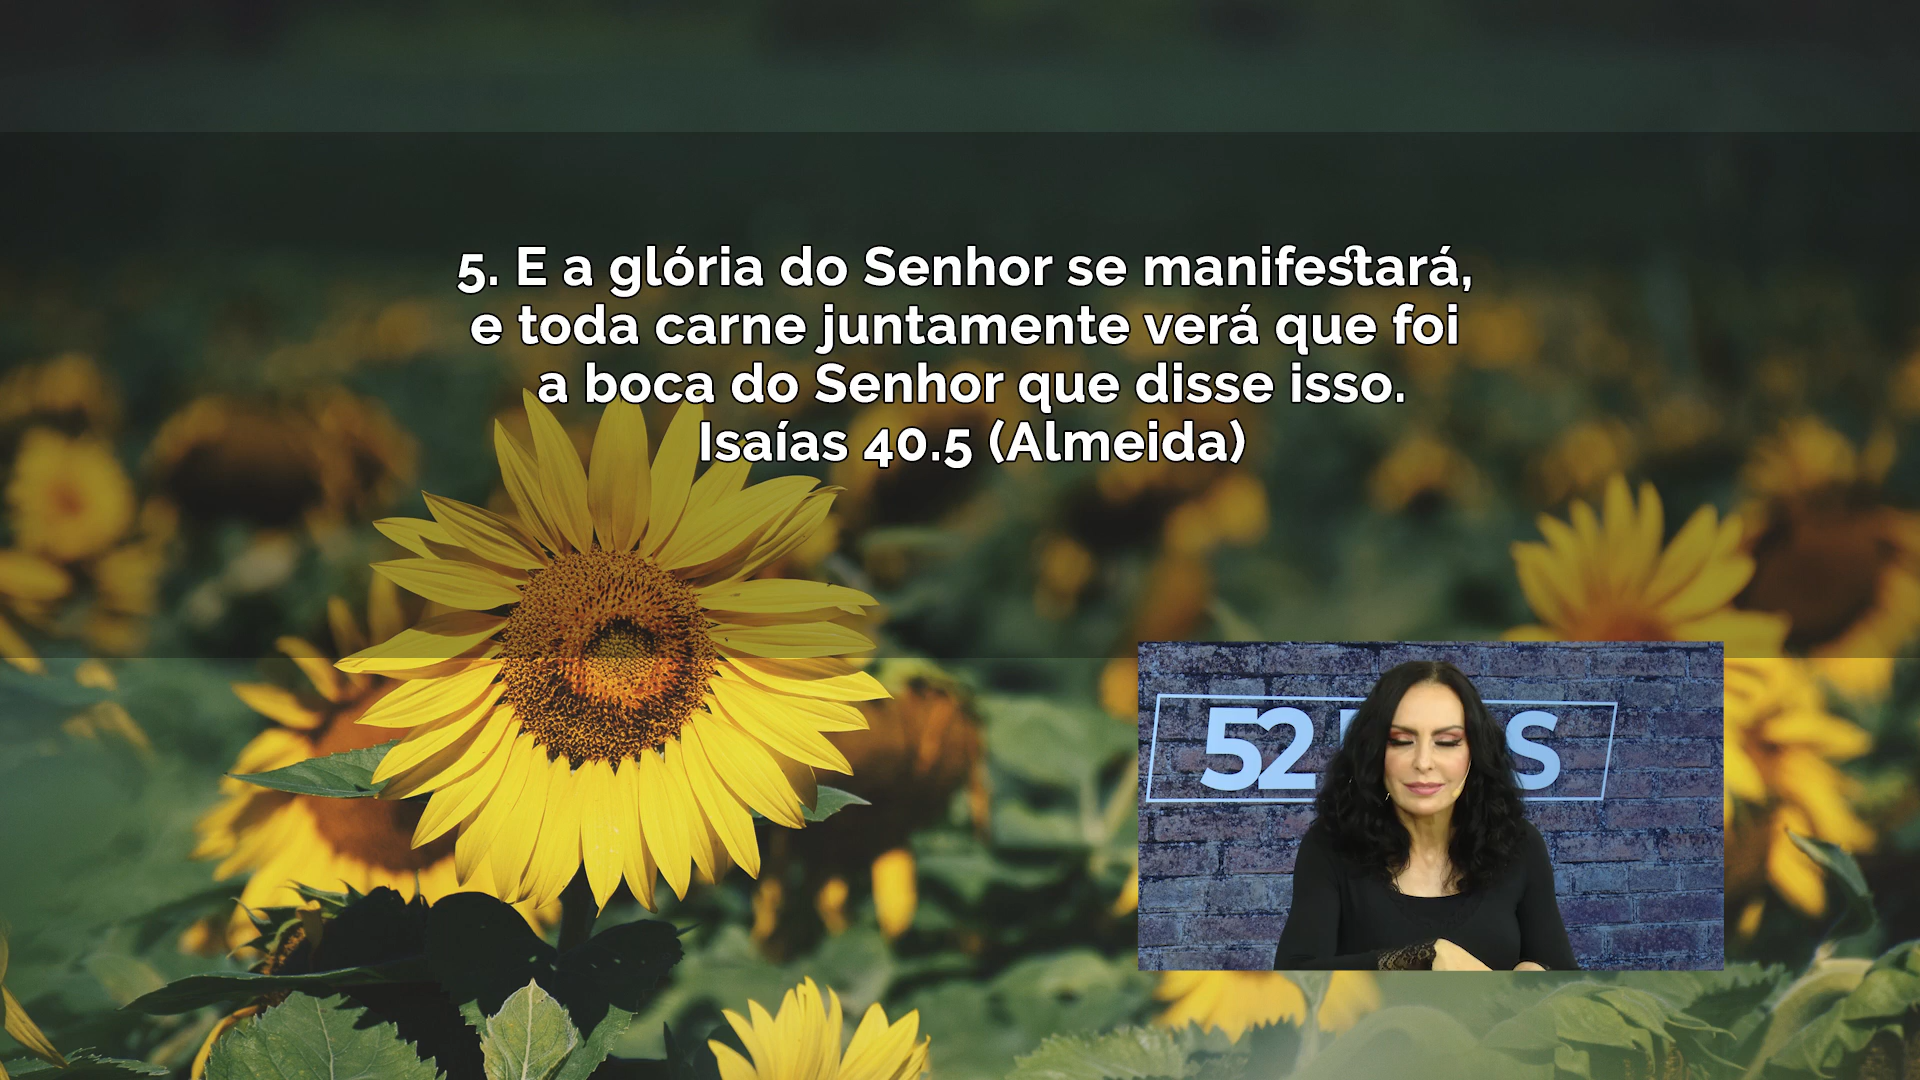 5. E a glória do Senhor se manifestará,
e toda carne juntamente verá que foi
a boca do Senhor que disse isso.
Isaías 40.5 (Almeida)
52